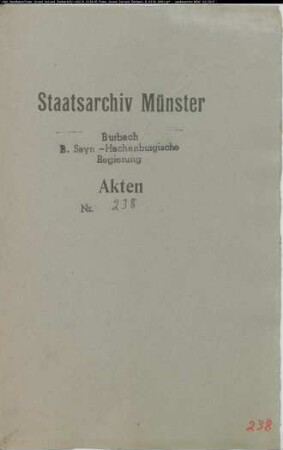 Staatsarchiv Münster
Burbach
B. Sayn-Hachenburgische
Regierung
Akten
Nr. 238
238